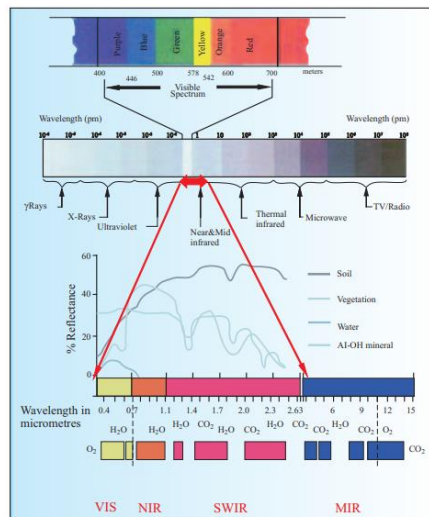 Purple Blue Green Yellow Orange Red
400 446 500 578 542 600 700 meters
Visible
Spectrum
Wavelength (pm) Wavelength (pm)
γRays
X-Rays
Ultraviolet
Near&Mid
infrared
Thermal
infrared
Microwave
TV/Radio
% Reflectance
60
40
20
0
Soil
Vegetation
Water
AI-OH mineral
0.4 0.7 1.1 1.4 1.7 2.0 2.3 2.63 6 9 12 15
Wavelength in
micrometres
H₂O H₂O H₂O CO₂ H₂O CO₂ H₂O CO₂ H₂O CO₂ O₂
O₂ CO₂
VIS NIR SWIR MIR